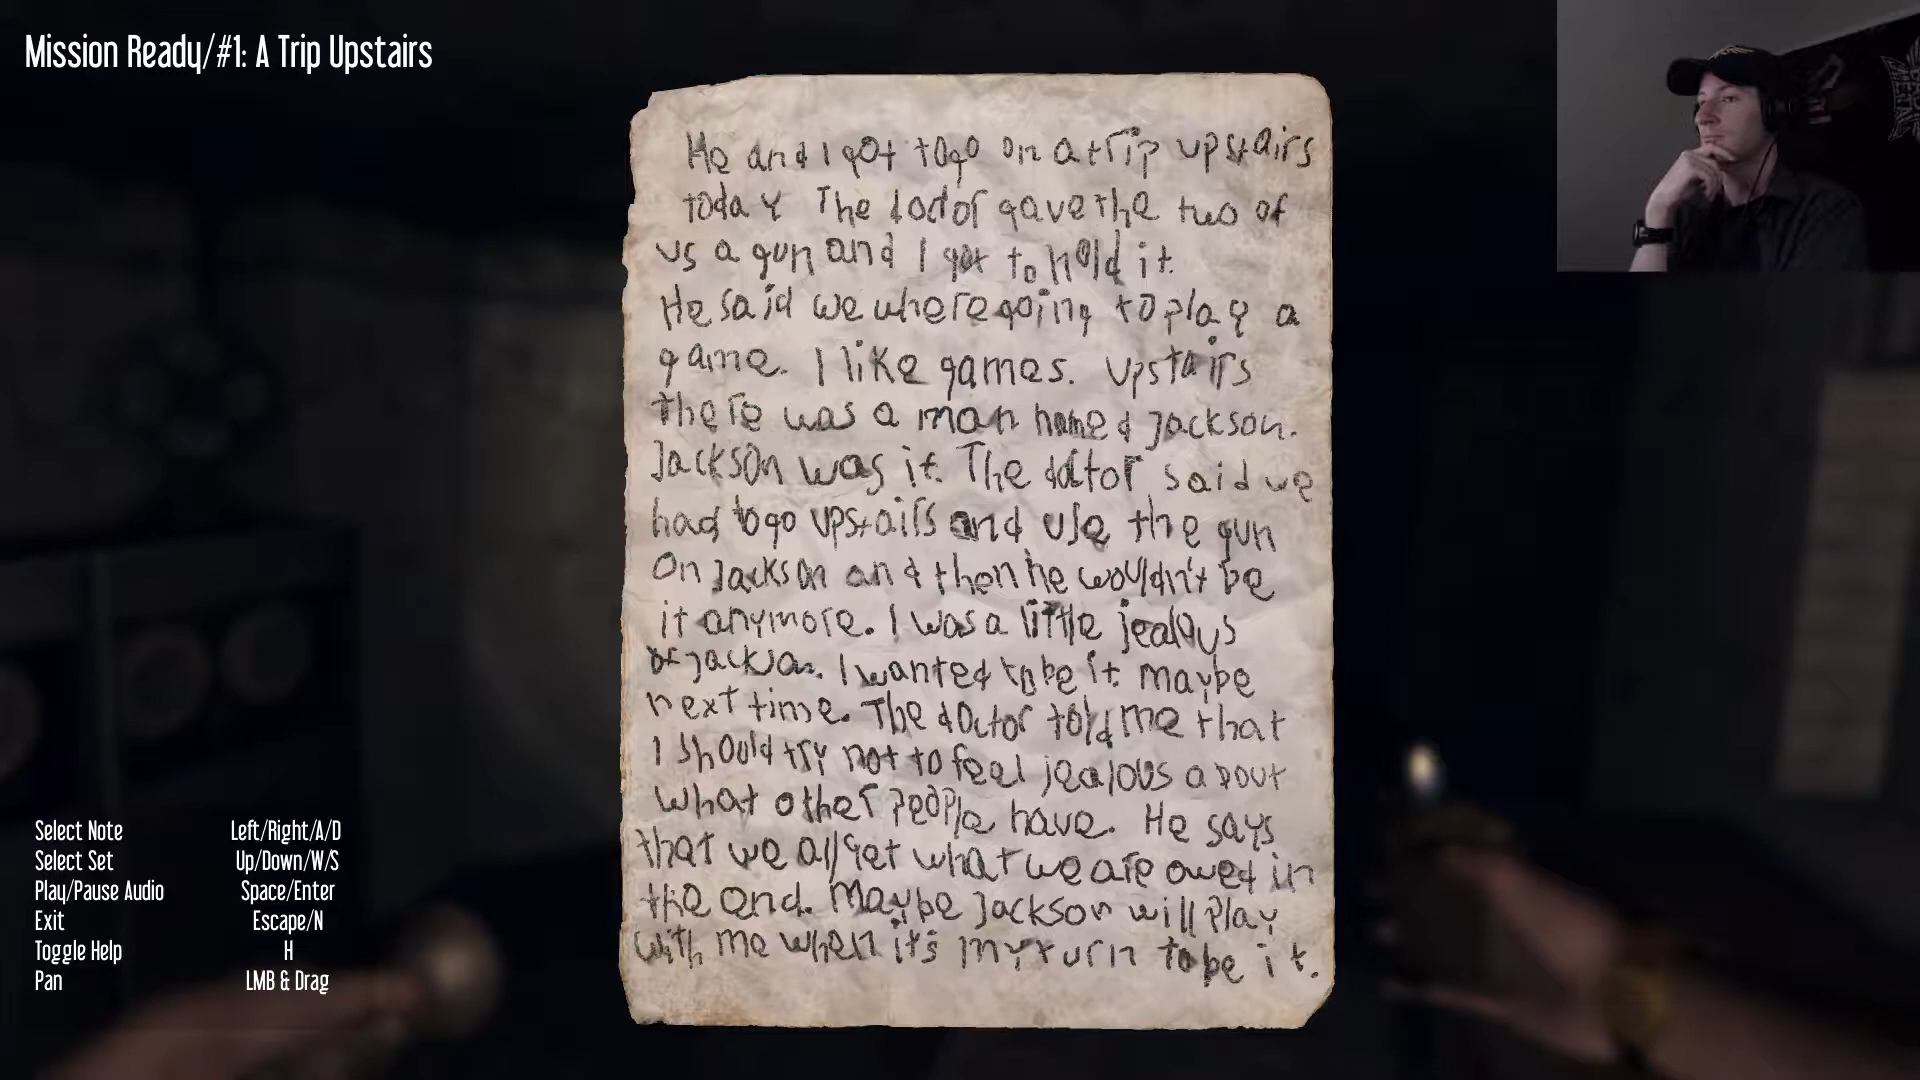 Mission Ready/#1: A Trip Upstairs
He and I got to go on a trip upstairs
today The doctor gave the two of
us a gun and I got to hold it.
He said we where going to play a
game. I like games. Upstairs
there was a man named Jackson.
Jackson was it. The doctor said we
had to go upstairs and use the gun
On Jackson and then he wouldn't be
it anymore. I was a little jealous
of Jackson. I wanted to be it. maybe
next time. The doctor told me that
I should try not to feel jealous about
what other people have. He says
that we all get what we are owed in
the end. Maybe Jackson will play
with me when it's my turn to be it.
Select Note Left/Right/A/D
Select Set Up/Down/W/S
Play/Pause Audio Space/Enter
Exit Escape/N
Toggle Help H
Pan LMB & Drag